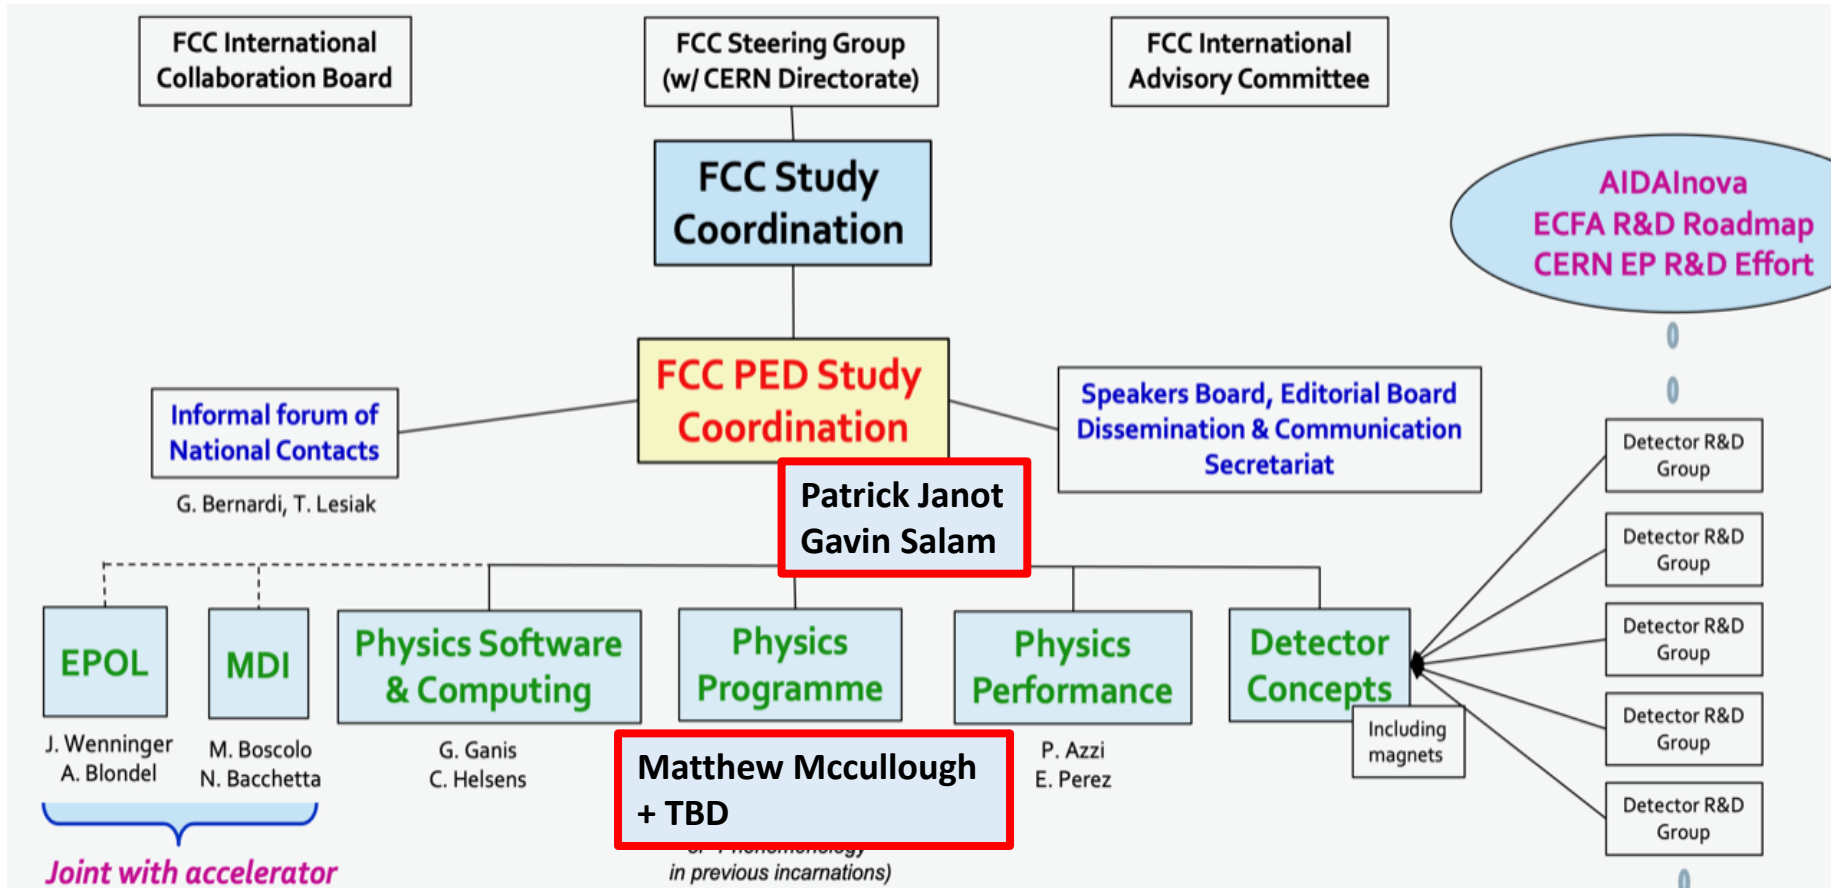 FCC International
Collaboration Board
FCC Steering Group
(w/ CERN Directorate)
FCC International
Advisory Committee
FCC Study
Coordination
AIDAInova
ECFA R&D Roadmap
CERN EP R&D Effort
FCC PED Study
Coordination
Informal forum of
National Contacts
G. Bernardi, T. Lesiak
Speakers Board, Editorial Board
Dissemination & Communication
Secretariat
Patrick Janot
Gavin Salam
Detector R&D
Group
Detector R&D
Group
Detector R&D
Group
Detector R&D
Group
Detector R&D
Group
EPOL
J. Wenninger
A. Blondel
MDI
M. Boscolo
N. Bacchetta
Joint with accelerator
Physics Software
& Computing
G. Ganis
C. Helsens
Physics
Programme
Matthew Mccullough
+ TBD
in previous incarnations)
Physics
Performance
P. Azzi
E. Perez
Detector
Concepts
Including
magnets